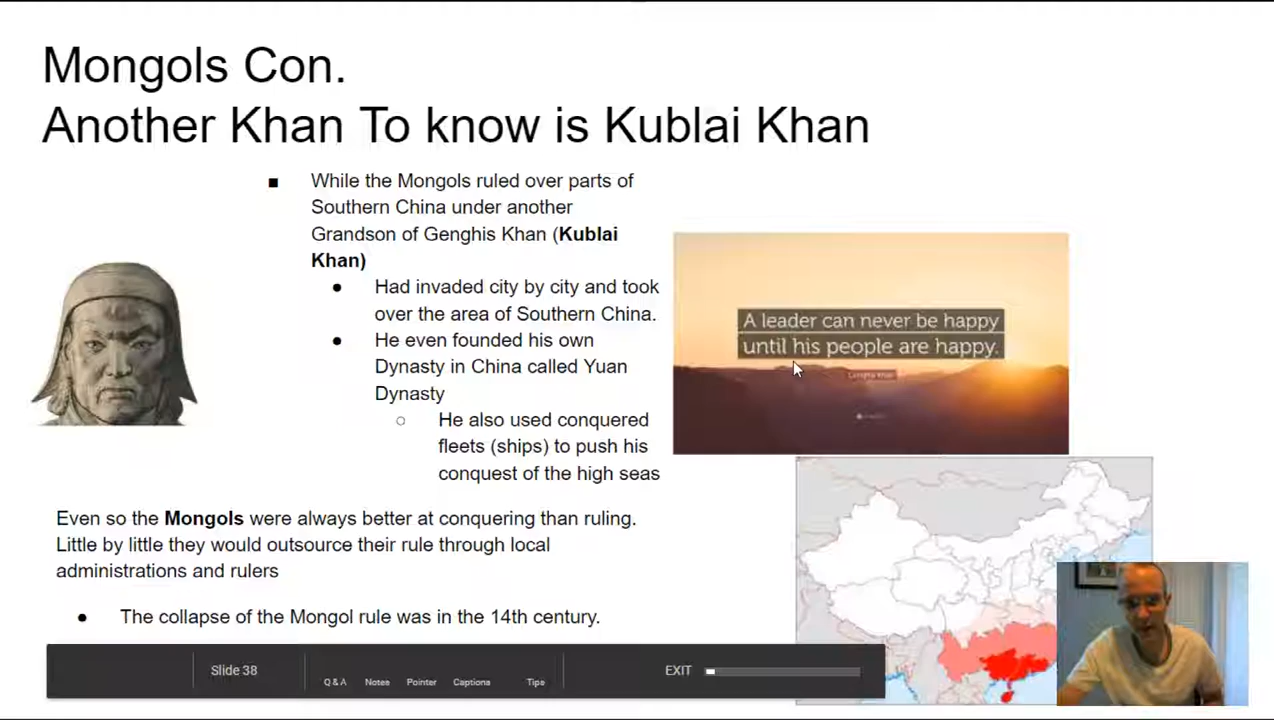 Mongols Con.
Another Khan To know is Kublai Khan
■ While the Mongols ruled over parts of
Southern China under another
Grandson of Genghis Khan (Kublai
Khan)
● Had invaded city by city and took
over the area of Southern China.
● He even founded his own
Dynasty in China called Yuan
Dynasty
○ He also used conquered
fleets (ships) to push his
conquest of the high seas
A leader can never be happy
until his people are happy.
Genghis Khan
Even so the Mongols were always better at conquering than ruling.
Little by little they would outsource their rule through local
administrations and rulers
● The collapse of the Mongol rule was in the 14th century.
Slide 38
Q & A Notes Pointer Captions Tips
EXIT